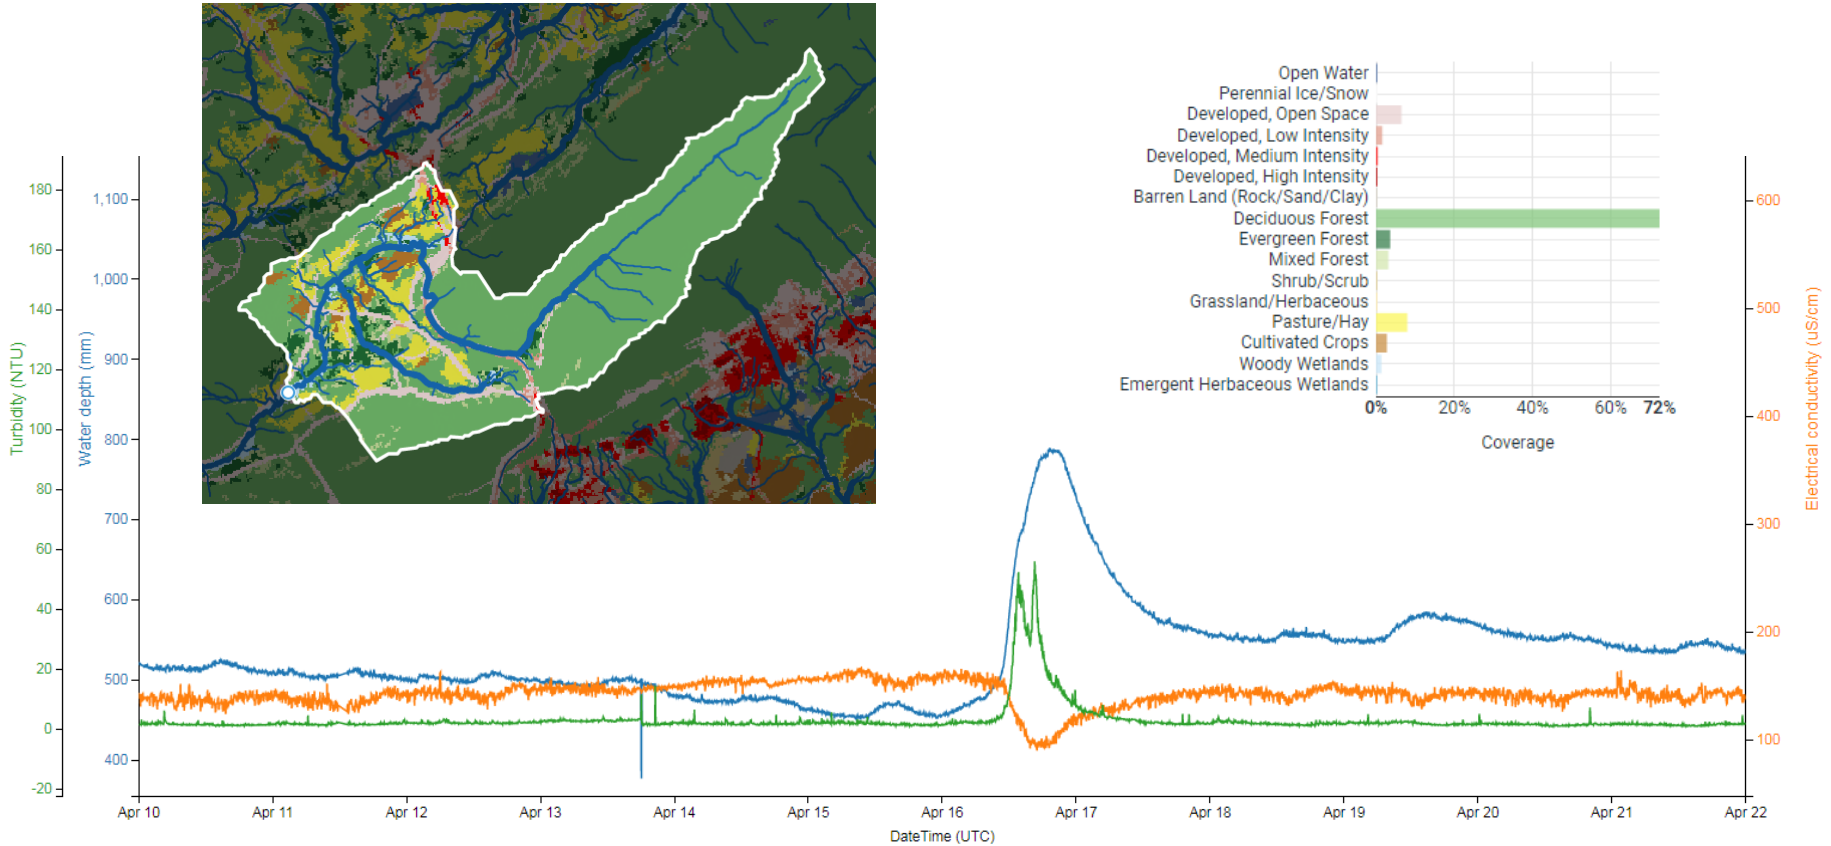 Open Water
Perennial Ice/Snow
Developed, Open Space
Developed, Low Intensity
Developed, Medium Intensity
Developed, High Intensity
Barren Land (Rock/Sand/Clay)
Deciduous Forest
Evergreen Forest
Mixed Forest
Shrub/Scrub
Grassland/Herbaceous
Pasture/Hay
Cultivated Crops
Woody Wetlands
Emergent Herbaceous Wetlands
0% 20% 40% 60% 72%
Coverage
Turbidity (NTU)
180
160
140
120
100
80
60
40
20
0
-20
Water depth (mm)
1,100
1,000
900
800
700
600
500
400
600
500
400
300
200
100
Electrical conductivity (uS/cm)
Apr 10 Apr 11 Apr 12 Apr 13 Apr 14 Apr 15 Apr 16 Apr 17 Apr 18 Apr 19 Apr 20 Apr 21 Apr 22
DateTime (UTC)